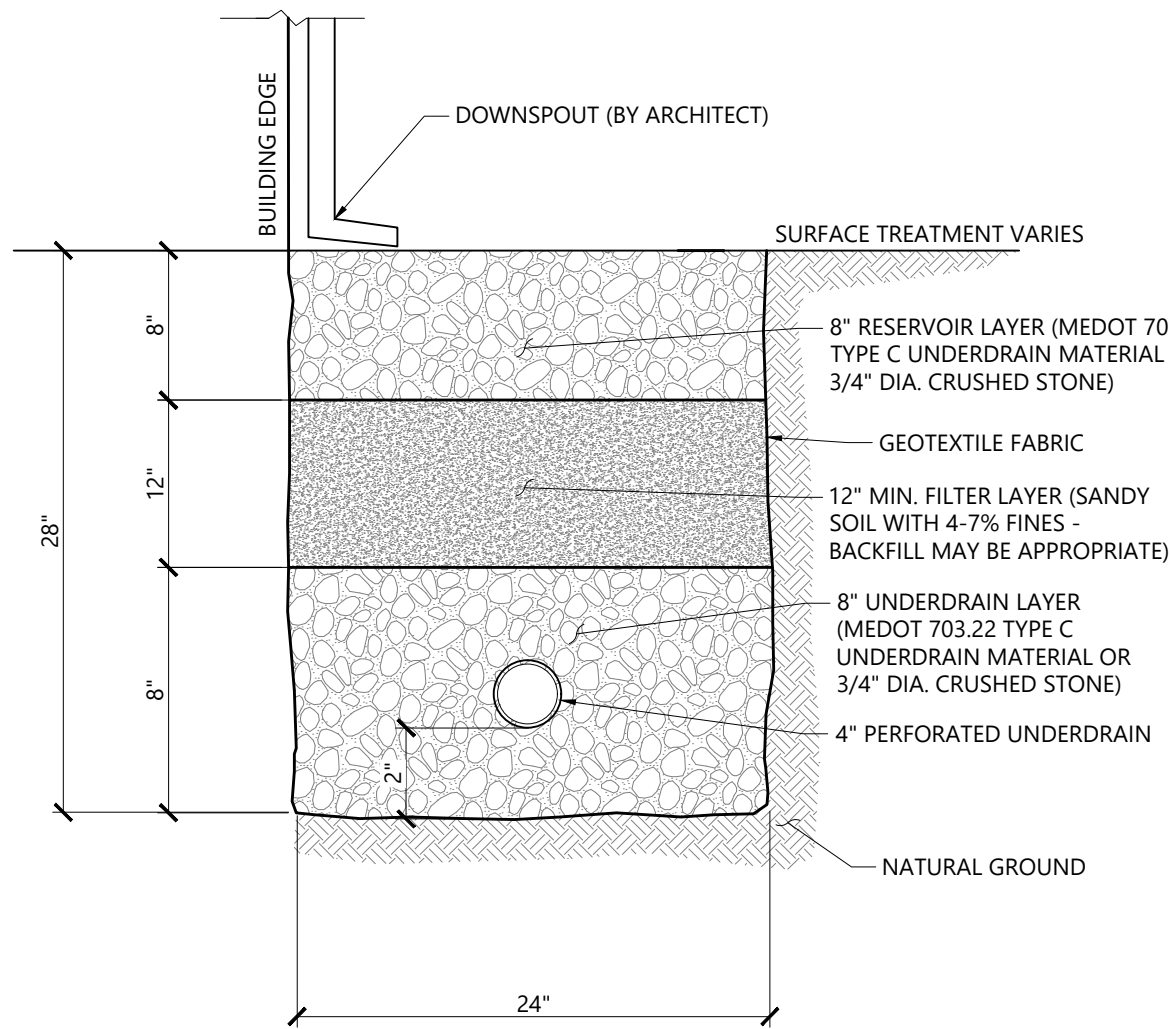 BUILDING EDGE
DOWNSPOUT (BY ARCHITECT)
SURFACE TREATMENT VARIES
8"
8" RESERVOIR LAYER (MEDOT 70
TYPE C UNDERDRAIN MATERIAL
3/4" DIA. CRUSHED STONE)
GEOTEXTILE FABRIC
12"
28"
12" MIN. FILTER LAYER (SANDY
SOIL WITH 4-7% FINES -
BACKFILL MAY BE APPROPRIATE)
8"
8" UNDERDRAIN LAYER
(MEDOT 703.22 TYPE C
UNDERDRAIN MATERIAL OR
3/4" DIA. CRUSHED STONE)
4" PERFORATED UNDERDRAIN
2"
NATURAL GROUND
24"